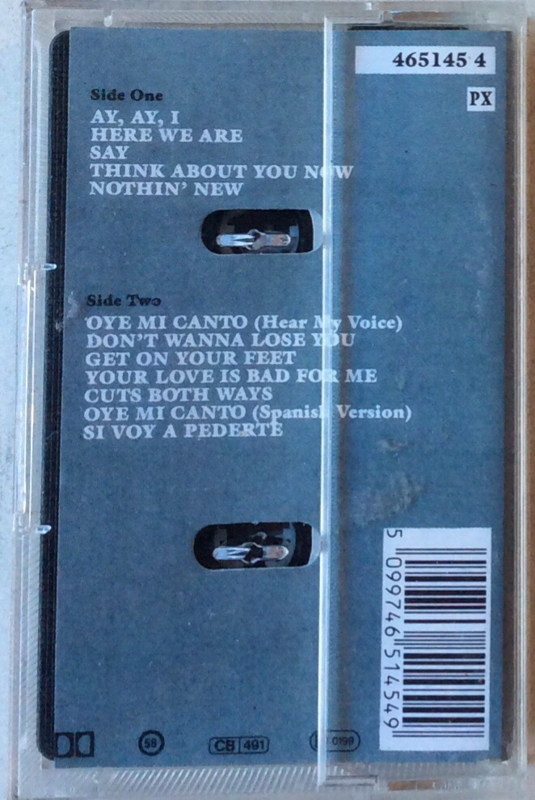 465145 4
PX
Side One
AY, AY, I
HERE WE ARE
SAY
THINK ABOUT YOU NOW
NOTHIN' NEW
Side Two
OYE MI CANTO (Hear My Voice)
DON'T WANNA LOSE YOU
GET ON YOUR FEET
YOUR LOVE IS BAD FOR ME
CUTS BOTH WAYS
OYE MI CANTO (Spanish Version)
SI VOY A PEDERTE
5 099746 514549
58
CB 491
0199